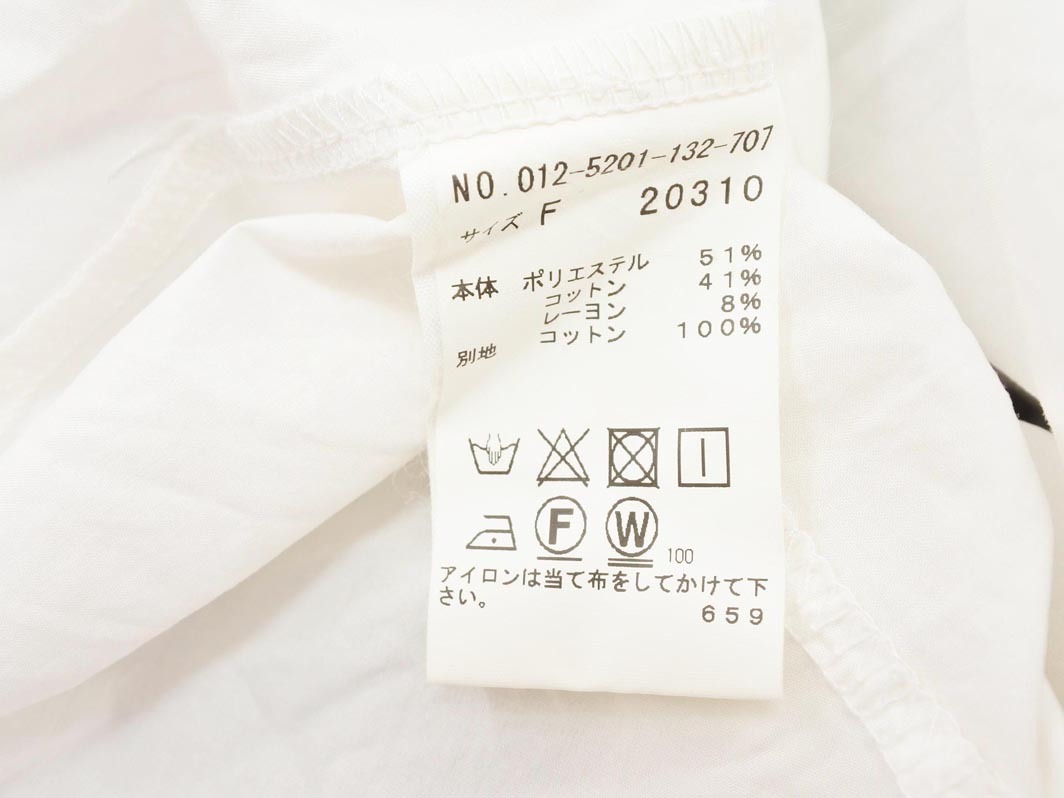 NO.012-5201-132-707
サイズ F 20310
本体 ポリエステル 51%
コットン 41%
レーヨン 8%
別地 コットン 100%
F W 100
アイロンは当て布をしてかけて下
さい。
659